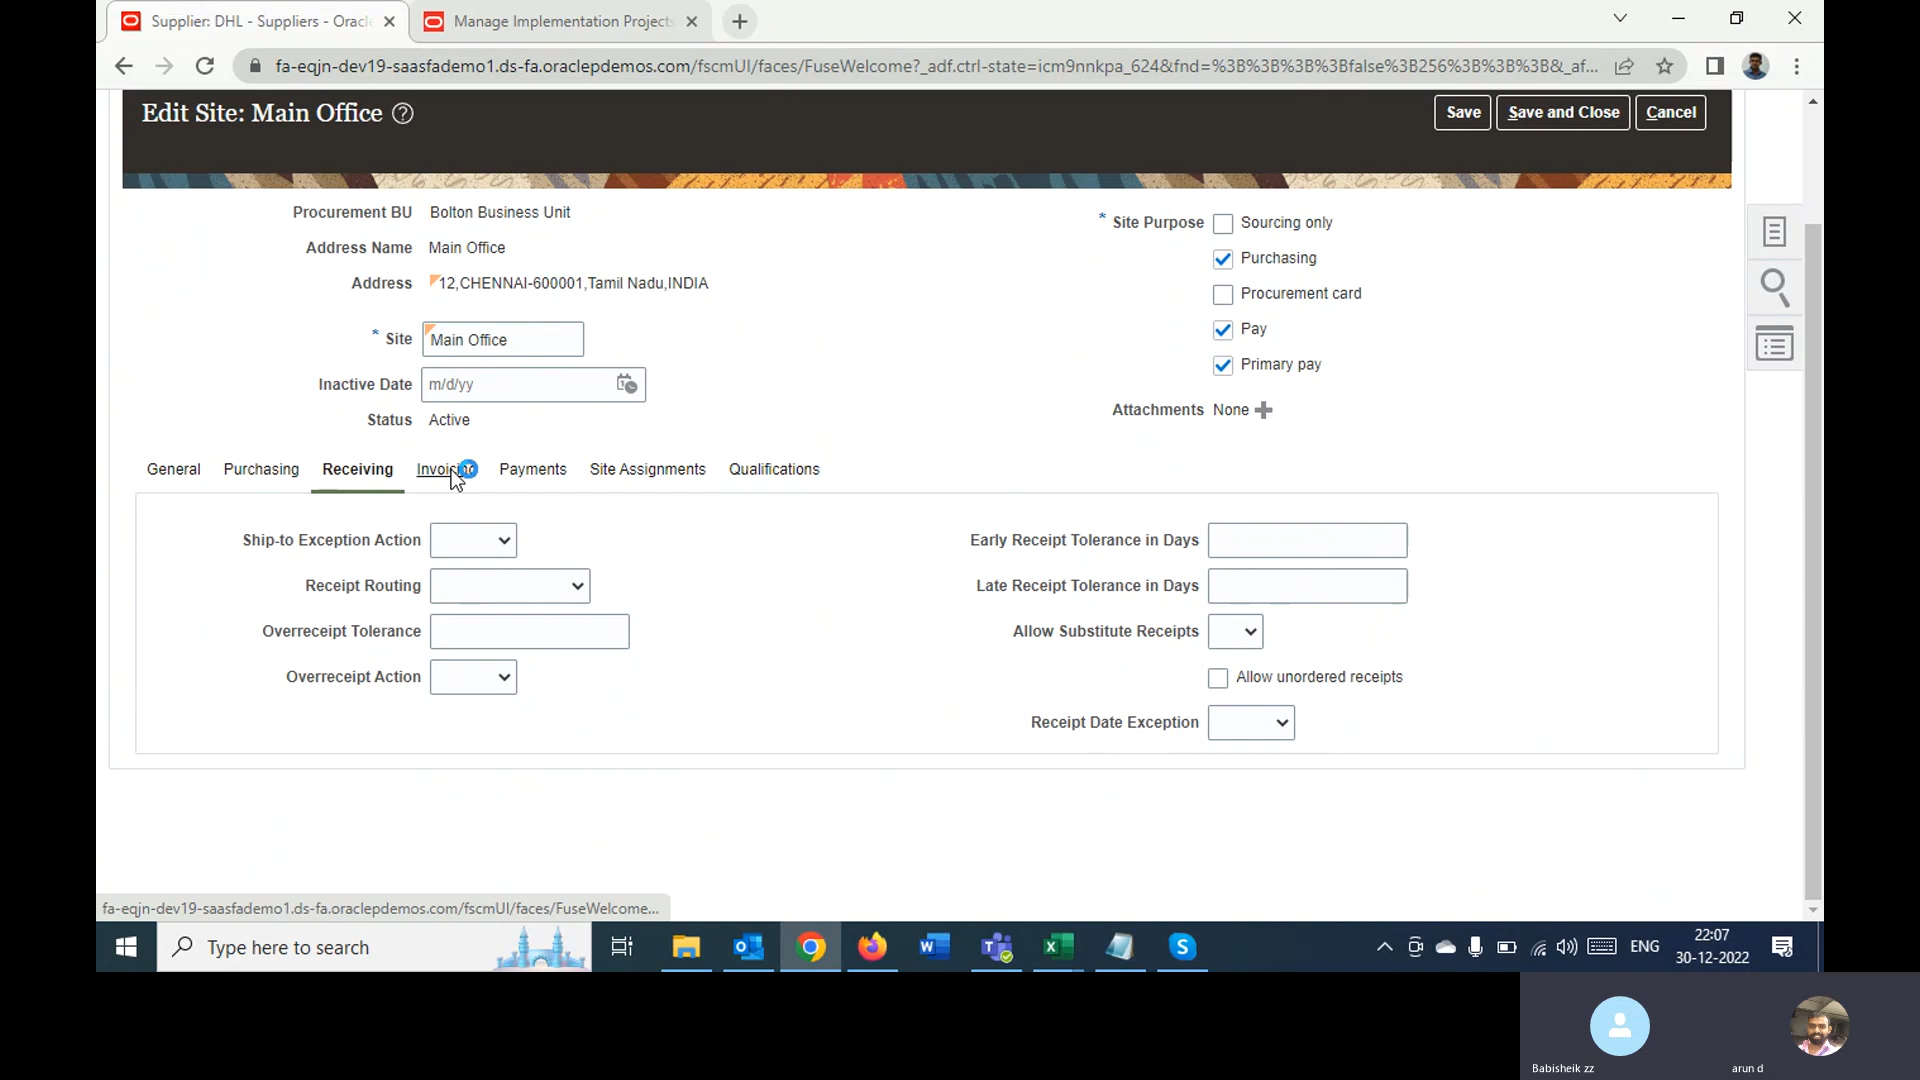 Supplier: DHL - Suppliers - Oracl
Manage Implementation Projects
fa-eqjn-dev19-saasfademo1.ds-fa.oraclepdemos.com/fscmUI/faces/FuseWelcome?_adf.ctrl-state=icm9nnkpa_624&fnd=%3B%3B%3B%3Bfalse%3B256%3B%3B%3B&_af...
Edit Site: Main Office
Save
Save and Close
Cancel
Procurement BU Bolton Business Unit
Address Name Main Office
Address 12,CHENNAI-600001,Tamil Nadu,INDIA
* Site Main Office
Inactive Date m/d/yy
Status Active
* Site Purpose Sourcing only
Purchasing
Procurement card
Pay
Primary pay
Attachments None
General Purchasing Receiving Invoicing Payments Site Assignments Qualifications
Ship-to Exception Action
Receipt Routing
Overreceipt Tolerance
Overreceipt Action
Early Receipt Tolerance in Days
Late Receipt Tolerance in Days
Allow Substitute Receipts
Allow unordered receipts
Receipt Date Exception
fa-eqjn-dev19-saasfademo1.ds-fa.oraclepdemos.com/fscmUI/faces/FuseWelcome...
Type here to search
ENG
22:07
30-12-2022
Babisheik zz
arun d